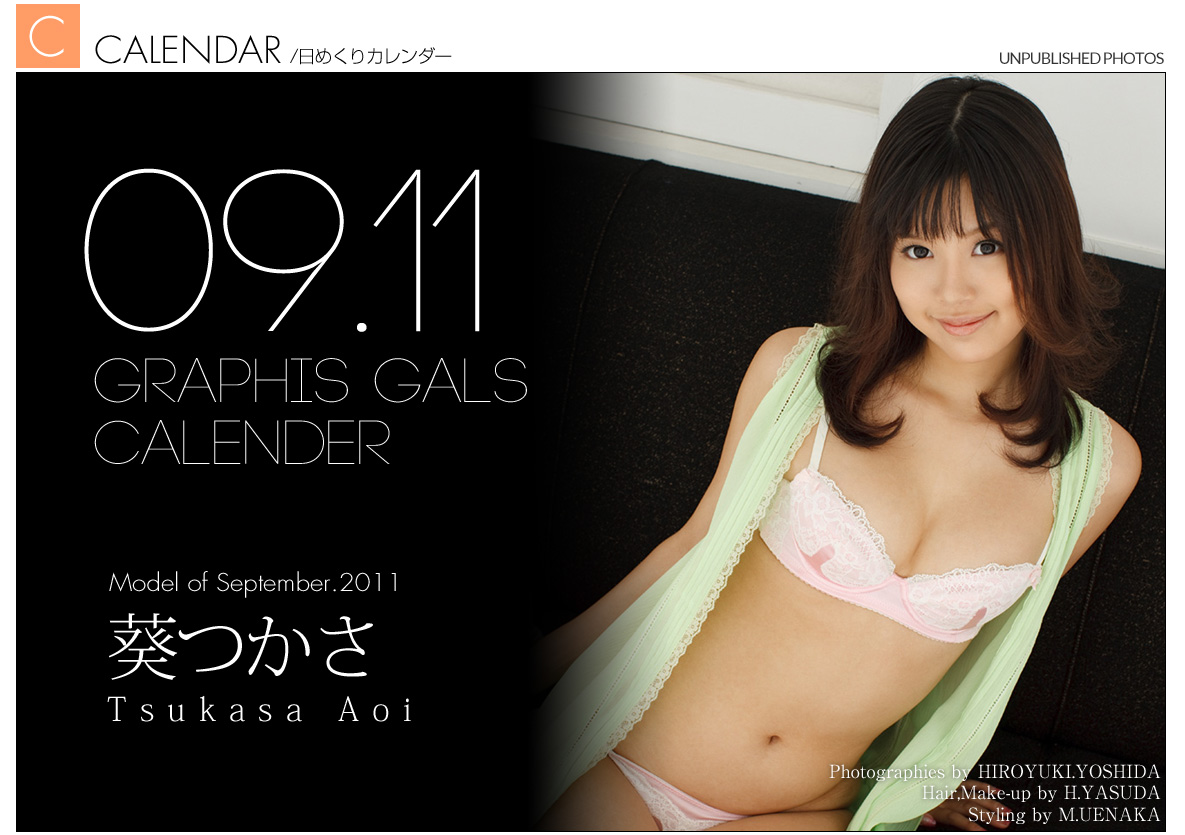 C
CALENDAR /日めくりカレンダー
UNPUBLISHED PHOTOS
09.11
GRAPHIS GALS
CALENDER
Model of September.2011
葵つかさ
Tsukasa Aoi
Photographies by HIROYUKI.YOSHIDA
Hair,Make-up by H.YASUDA
Styling by M.UENAKA